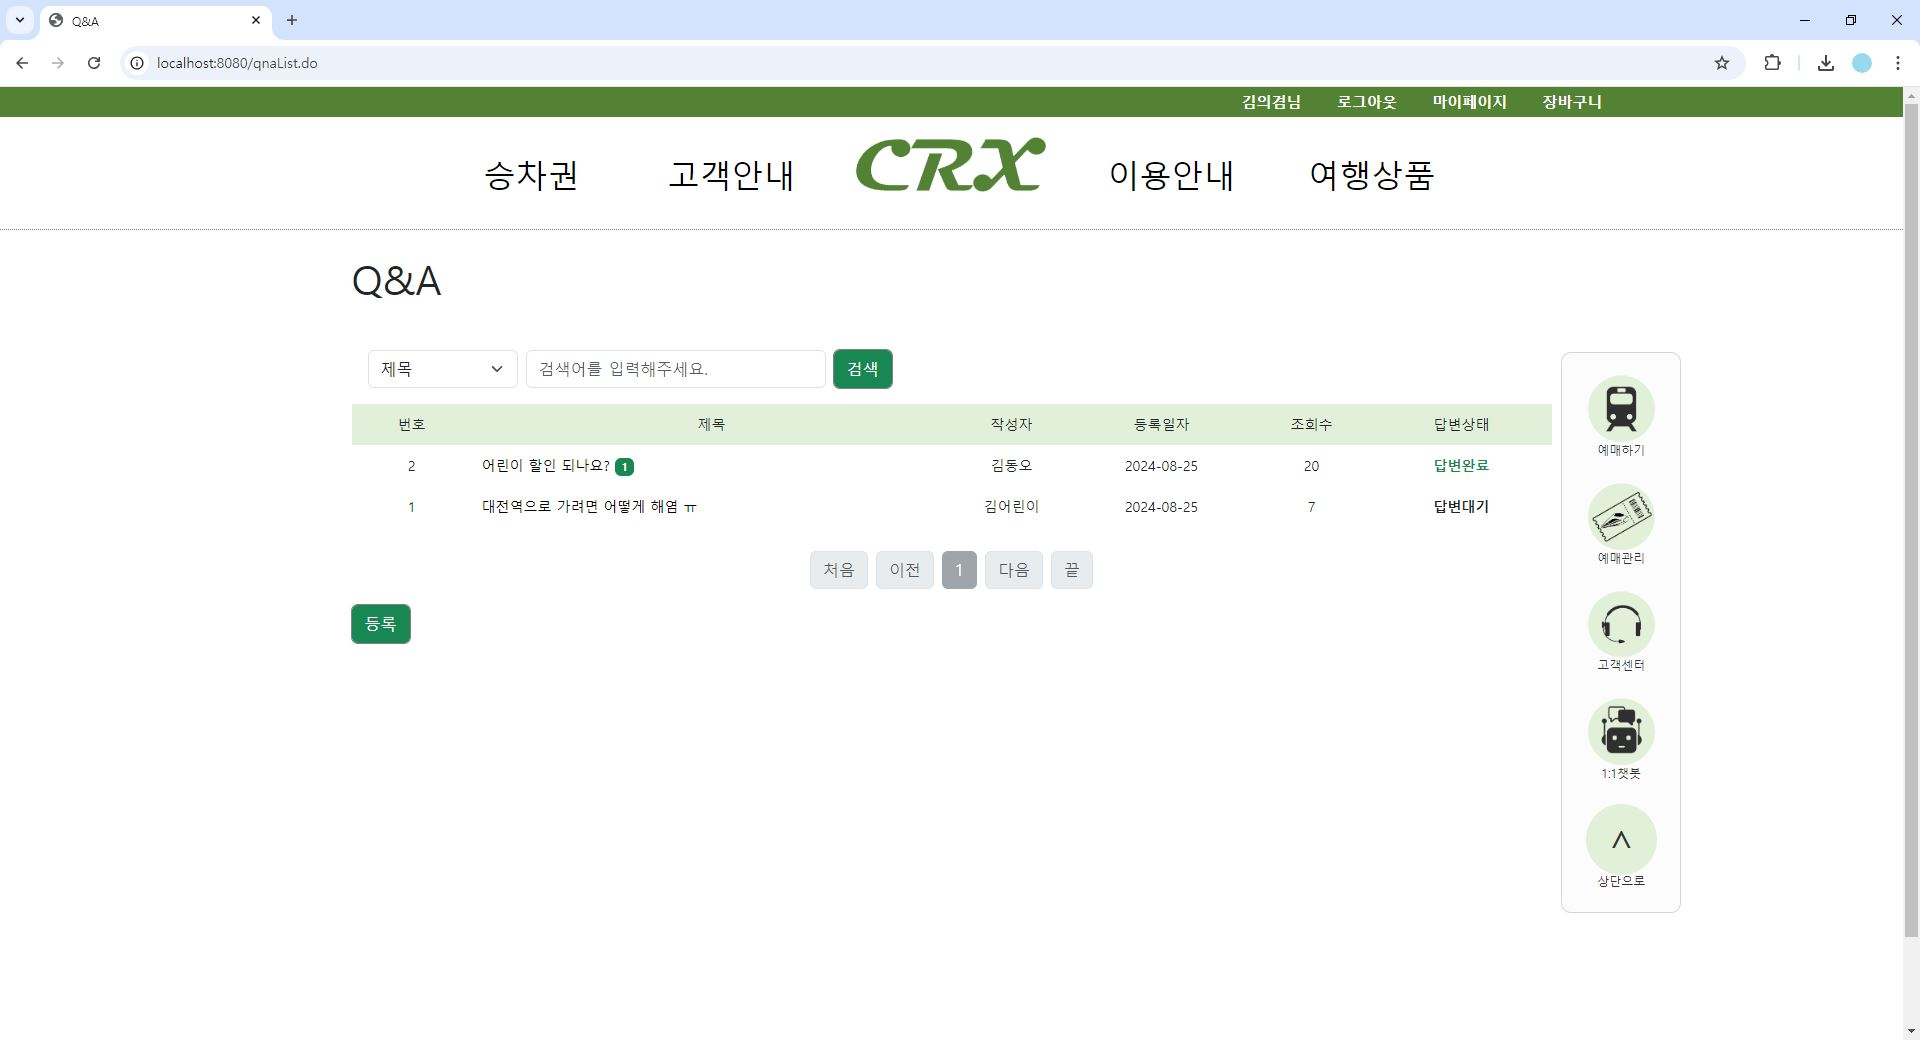 Q&A
localhost:8080/qnaList.do
김의겸님 로그아웃 마이페이지 장바구니
승차권 고객안내 CRX 이용안내 여행상품
Q&A
제목 검색어를 입력해주세요. 검색
번호 제목 작성자 등록일자 조회수 답변상태
2 어린이 할인 되나요? 1 김동오 2024-08-25 20 답변완료
1 대전역으로 가려면 어떻게 해염 ㅠ 김어린이 2024-08-25 7 답변대기
처음 이전 1 다음 끝
등록
예매하기
예매관리
고객센터
1:1챗봇
^
상단으로